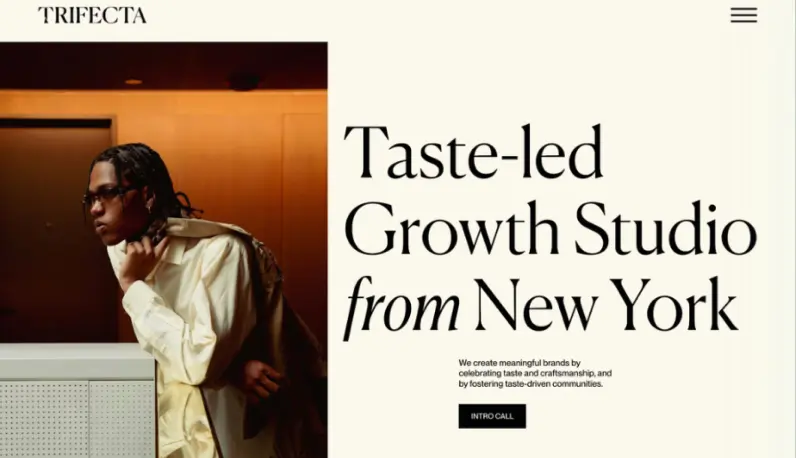 TRIFECTA
Taste-led
Growth Studio
from New York
We create meaningful brands by
celebrating taste and craftsmanship, and
by fostering taste-driven communities.
INTRO CALL